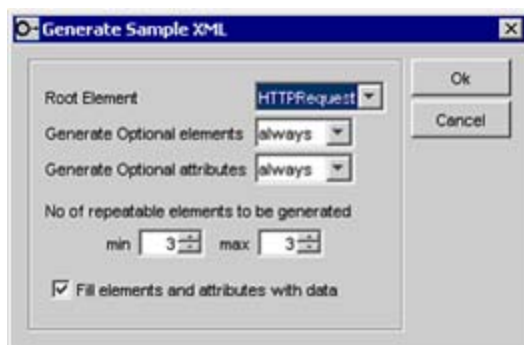 Generate Sample XML
Root Element HTTPRequest
Ok
Generate Optional elements always
Cancel
Generate Optional attributes always
No of repeatable elements to be generated
min 3 max 3
Fill elements and attributes with data